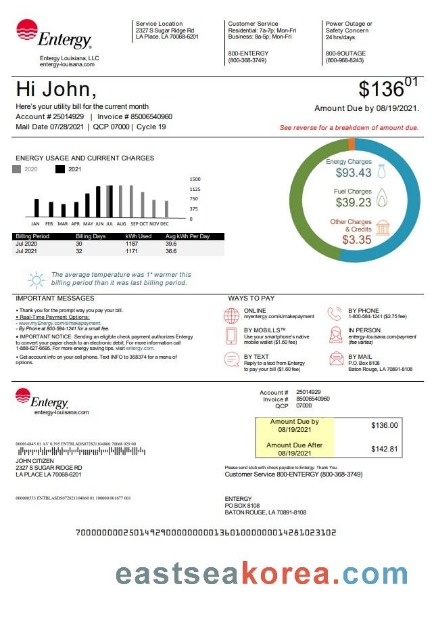 Entergy
Entergy Louisiana, LLC
entergy-louisiana.com
Service Location
2327 S Sugar Ridge Rd
LA Place, LA 70068-6201
Customer Service
Residential: 7a-7p; Mon-Fri
Business: 8a-5p, Mon-Fri
800-ENTERGY
(800-368-3749)
Power Outage or
Safety Concern
24 hrs/days
800-9OUTAGE
(800-968-8243)
Hi John,
Here's your utility bill for the current month
Account # 25014929 | Invoice # 85006540960
Mail Date 07/28/2021 | QCP 07000 | Cycle 19
$136.01
Amount Due by 08/19/2021.
See reverse for a breakdown of amount due.
ENERGY USAGE AND CURRENT CHARGES
2020 2021
1500
1125
750
375
0
JAN FEB MAR APR MAY JUN JUL AUG SEP OCT NOV DEC
Billing Period Billing Days kWh Used Avg kWh Per Day
Jul 2020 30 1187 39.6
Jul 2021 32 1171 36.6
The average temperature was 1° warmer this
billing period than it was last billing period.
Energy Charges
$93.43
Fuel Charges
$39.23
Other Charges
& Credits
$3.35
IMPORTANT MESSAGES
• Thank you for the prompt way you pay your bill.
• Real-Time Payment Options:
- www.myEnergy.com/s/makepayment.
- By Phone at 800-584-1241 for a small fee.
• IMPORTANT NOTICE: Sending an eligible check payment authorizes Entergy
to convert your paper check to an electronic debit. For more information call
For more energy saving tips, visit entergy.com.
• Get account info on your cell phone. Text INFO to 368374 for a menu of
options.
WAYS TO PAY
ONLINE
myentergy.com/s/makepayment
BY MOBILLS™
Use your smartphone's native
mobile wallet ($1.60 fee)
BY TEXT
Reply to a text from Entergy
to pay your bill ($1.60 fee)
BY PHONE
1-800-584-1241 ($2.75 fee)
IN PERSON
entergy-louisiana.com/payment
(fee varies)
BY MAIL
P.O. Box 8108
Baton Rouge, LA 70891-8108
Entergy
entergy-louisiana.com
Account # 25014929
Invoice # 85006540960
QCP 07000
Amount Due by
08/19/2021
$136.00
Amount Due After
08/19/2021
$142.81
JOHN CITIZEN
2327 S SUGAR RIDGE RD
LA PLACE LA 70068-6201
Please send stub with check payable to Entergy. Thank You
Customer Service 800-ENTERGY (800-368-3749)
ENTERGY
PO BOX 8108
BATON ROUGE, LA 70891-8108
eastseakorea.com